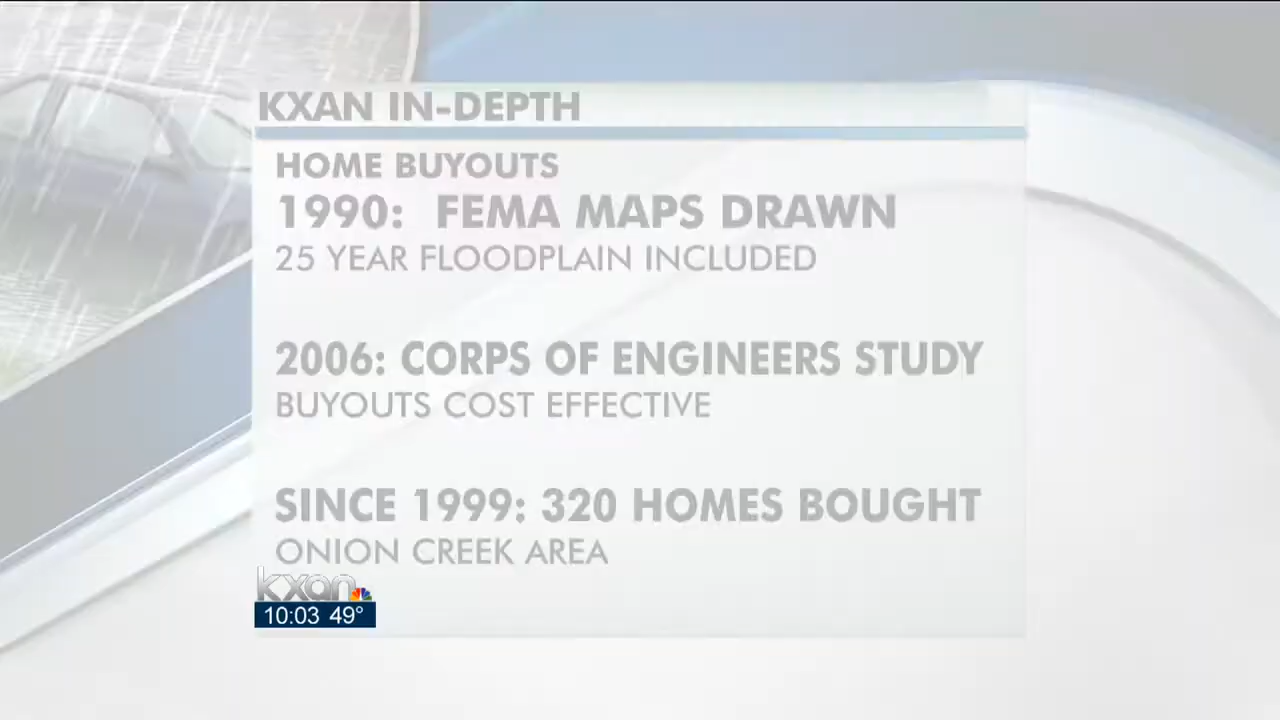 KXAN IN-DEPTH
HOME BUYOUTS
1990: FEMA MAPS DRAWN
25 YEAR FLOODPLAIN INCLUDED
2006: CORPS OF ENGINEERS STUDY
BUYOUTS COST EFFECTIVE
SINCE 1999: 320 HOMES BOUGHT
ONION CREEK AREA
kxan
10:03 49°